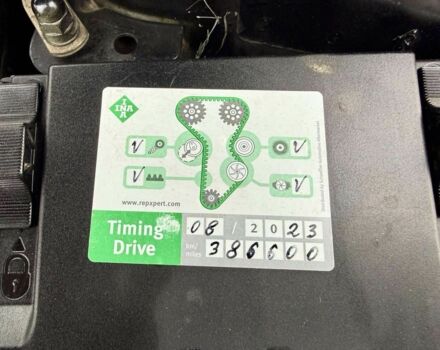 INA
www.repxpert.com
Timing 08 / 2023
Drive km/miles 386600